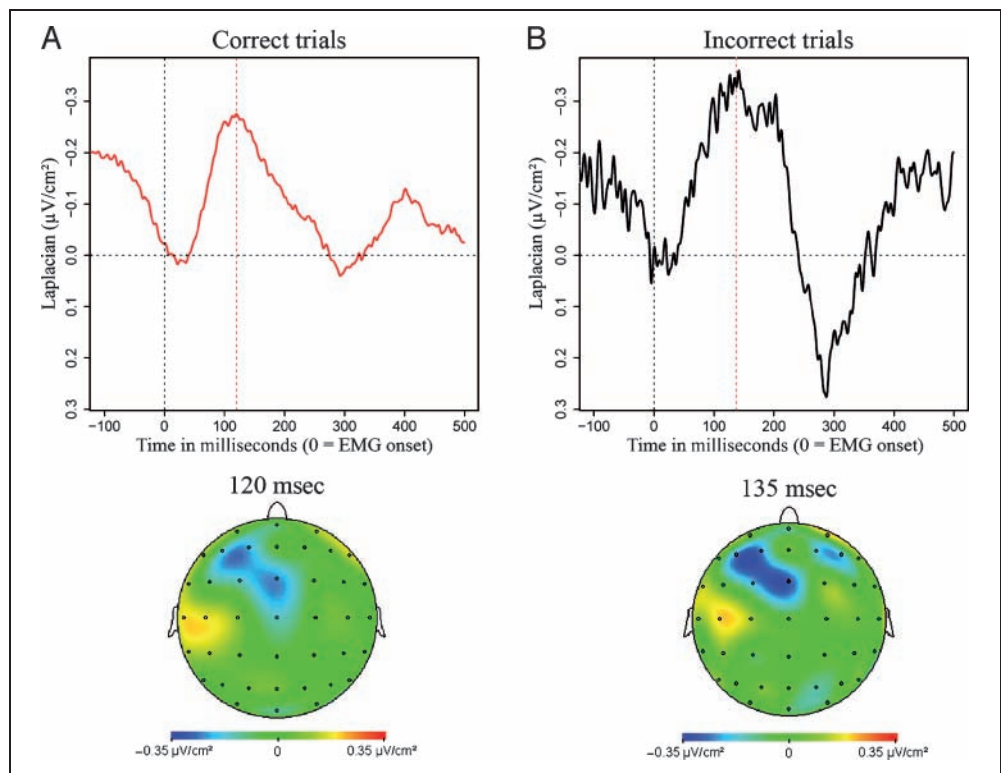 A
Correct trials
Laplacian (µV/cm²)
-0.3
-0.2
-0.1
0.0
0.1
0.2
0.3
−100
0
100
200
300
400
500
Time in milliseconds (0 = EMG onset)
120 msec
−0.35 µV/cm²
0
0.35 µV/cm²
B
Incorrect trials
Laplacian (µV/cm²)
-0.3
-0.2
-0.1
0.0
0.1
0.2
0.3
−100
0
100
200
300
400
500
Time in milliseconds (0 = EMG onset)
135 msec
−0.35 µV/cm²
0
0.35 µV/cm²